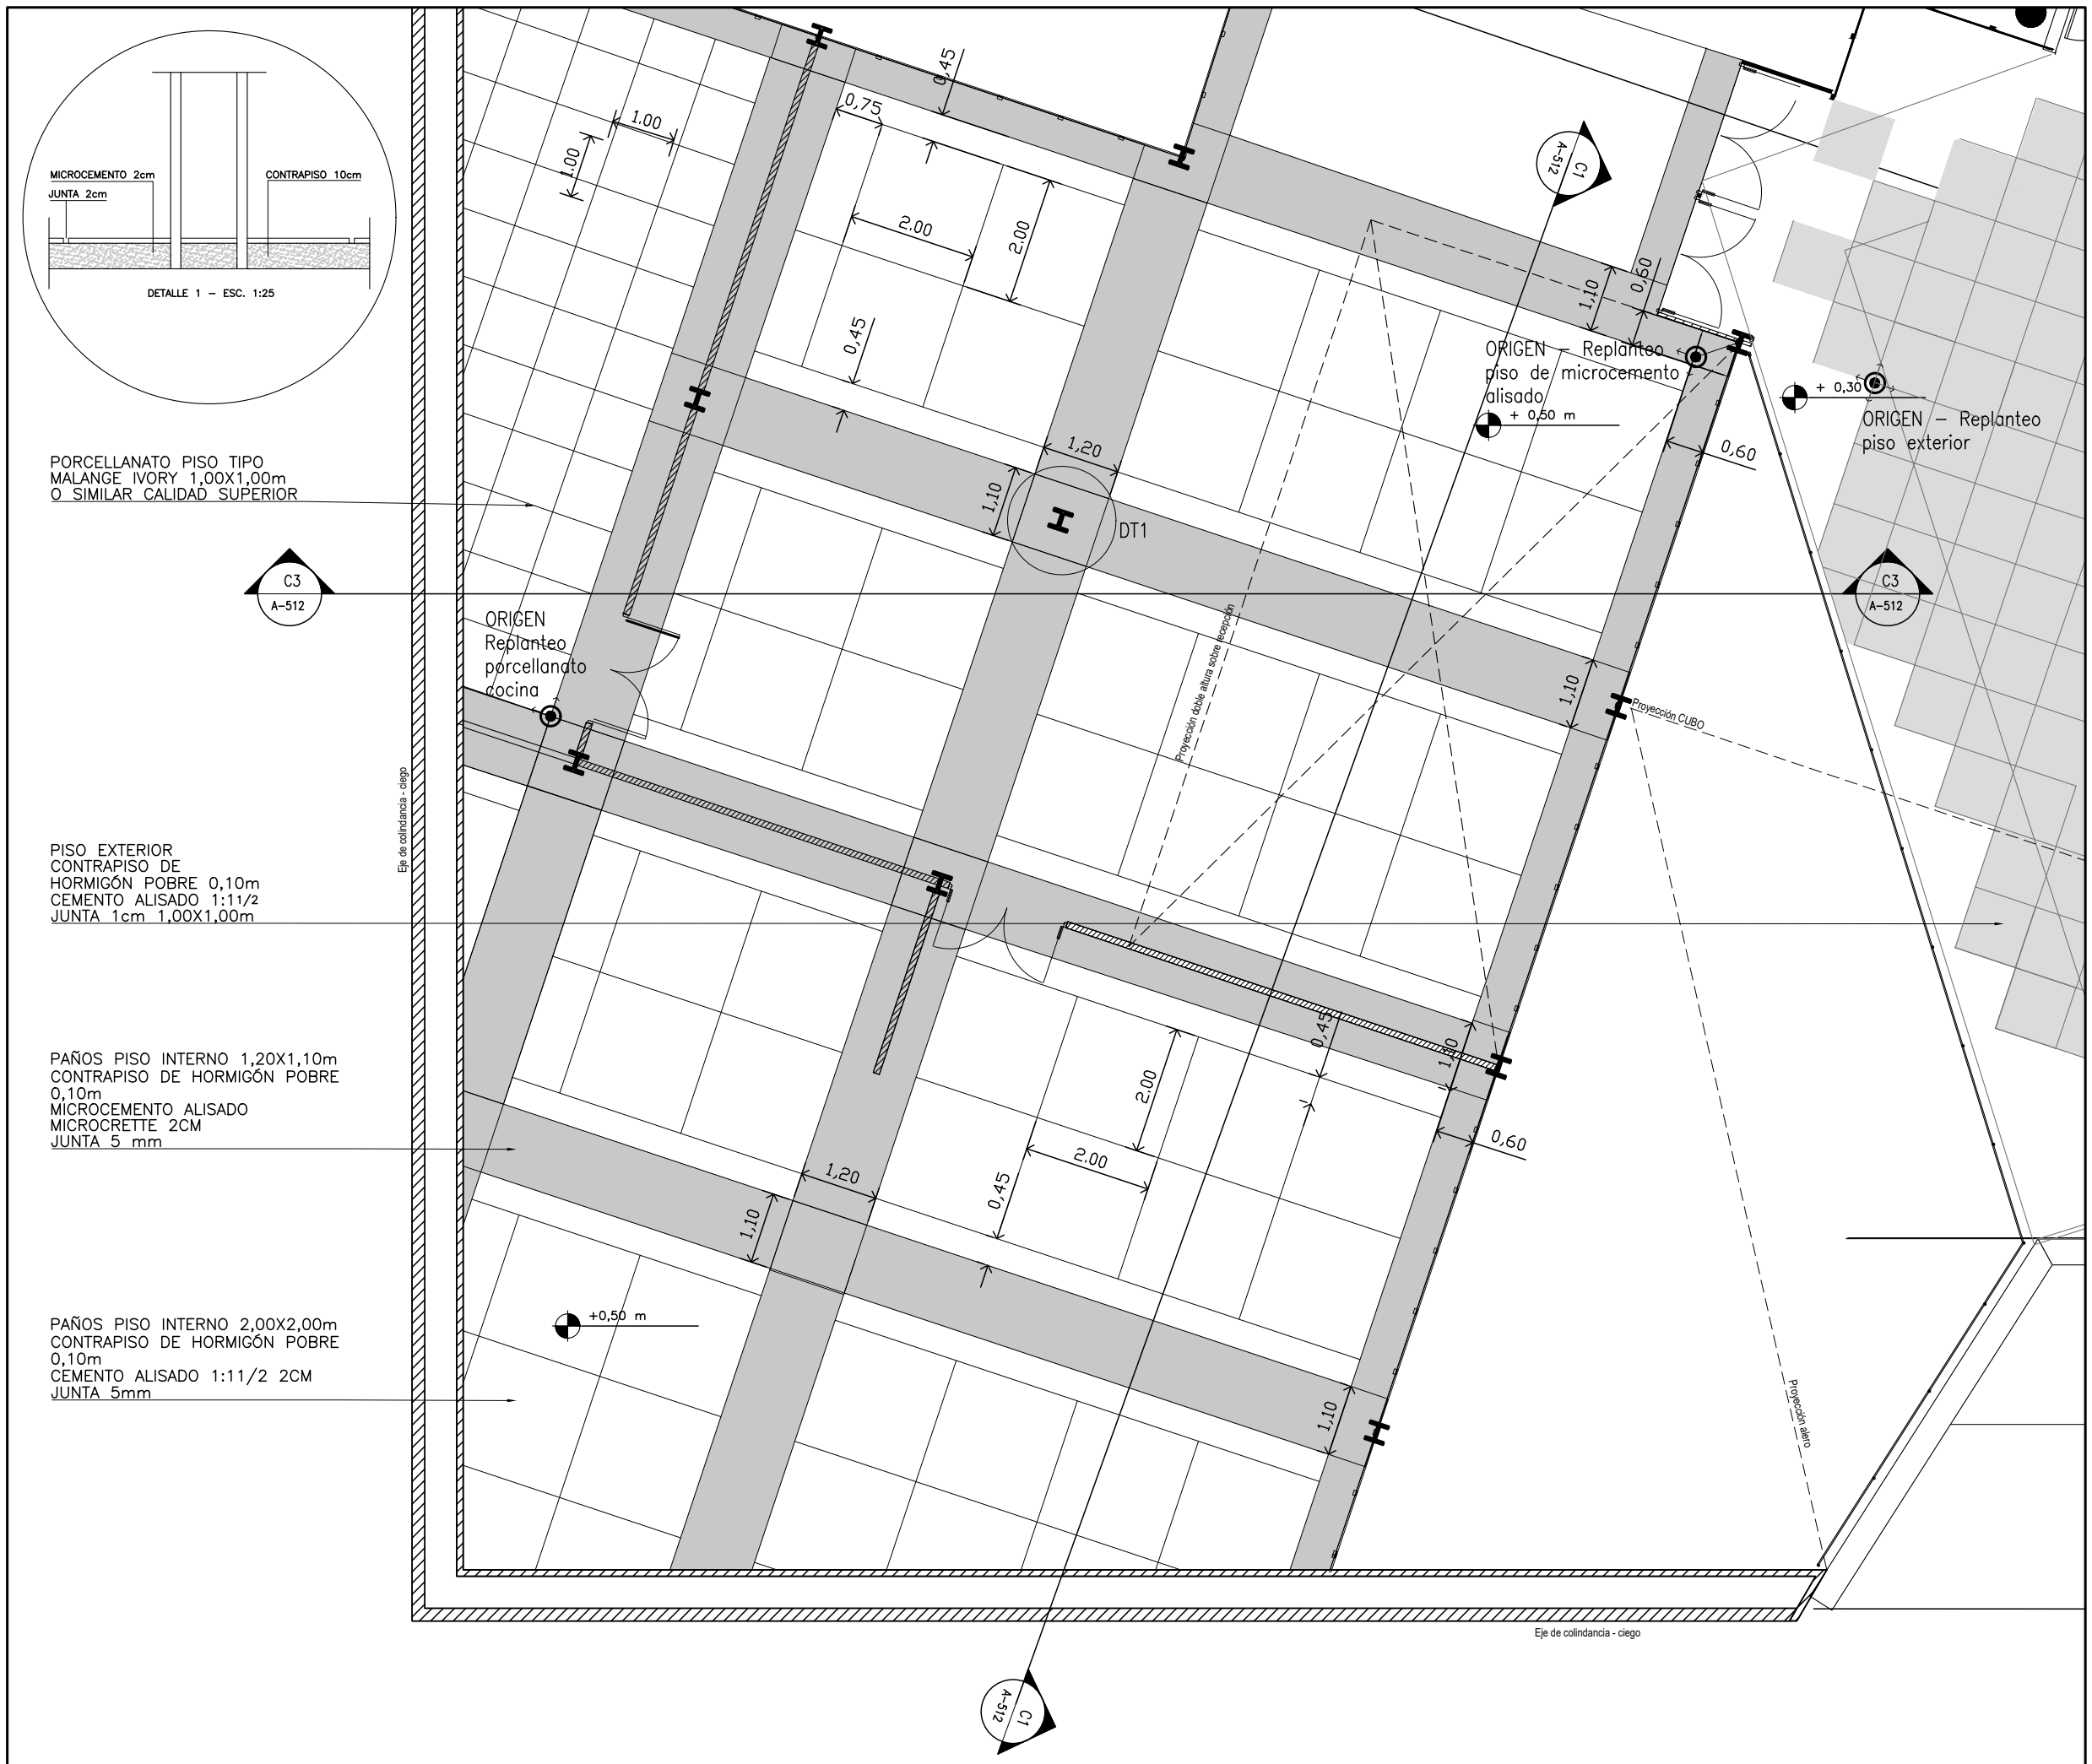 MICROCEMENTO 2cm
JUNTA 2cm
CONTRAPISO 10cm
DETALLE 1 – ESC. 1:25
0,45
0,75
1.00
1.00
2.00
2.00
0,45
C1
A-512
1,10
0,60
ORIGEN – Replanteo
piso de microcemento
alisado
+ 0,50 m
+ 0,30
ORIGEN – Replanteo
piso exterior
0,60
PORCELLANATO PISO TIPO
MALANGE IVORY 1,00X1,00m
O SIMILAR CALIDAD SUPERIOR
1,20
1,10
DT1
C3
A-512
C3
A-512
ORIGEN
Replanteo
porcellanato
cocina
Proyección doble altura sobre recepción
1,10
Proyección CUBO
Eje de colindancia - ciego
PISO EXTERIOR
CONTRAPISO DE
HORMIGÓN POBRE 0,10m
CEMENTO ALISADO 1:11/2
JUNTA 1cm 1,00X1,00m
0,45
1,10
2.00
2.00
0,60
0,45
PAÑOS PISO INTERNO 1,20X1,10m
CONTRAPISO DE HORMIGÓN POBRE
0,10m
MICROCEMENTO ALISADO
MICROCRETTE 2CM
JUNTA 5 mm
1,20
1,10
PAÑOS PISO INTERNO 2,00X2,00m
CONTRAPISO DE HORMIGÓN POBRE
0,10m
CEMENTO ALISADO 1:11/2 2CM
JUNTA 5mm
+0,50 m
1,10
Proyección alero
Eje de colindancia - ciego
C1
A-512